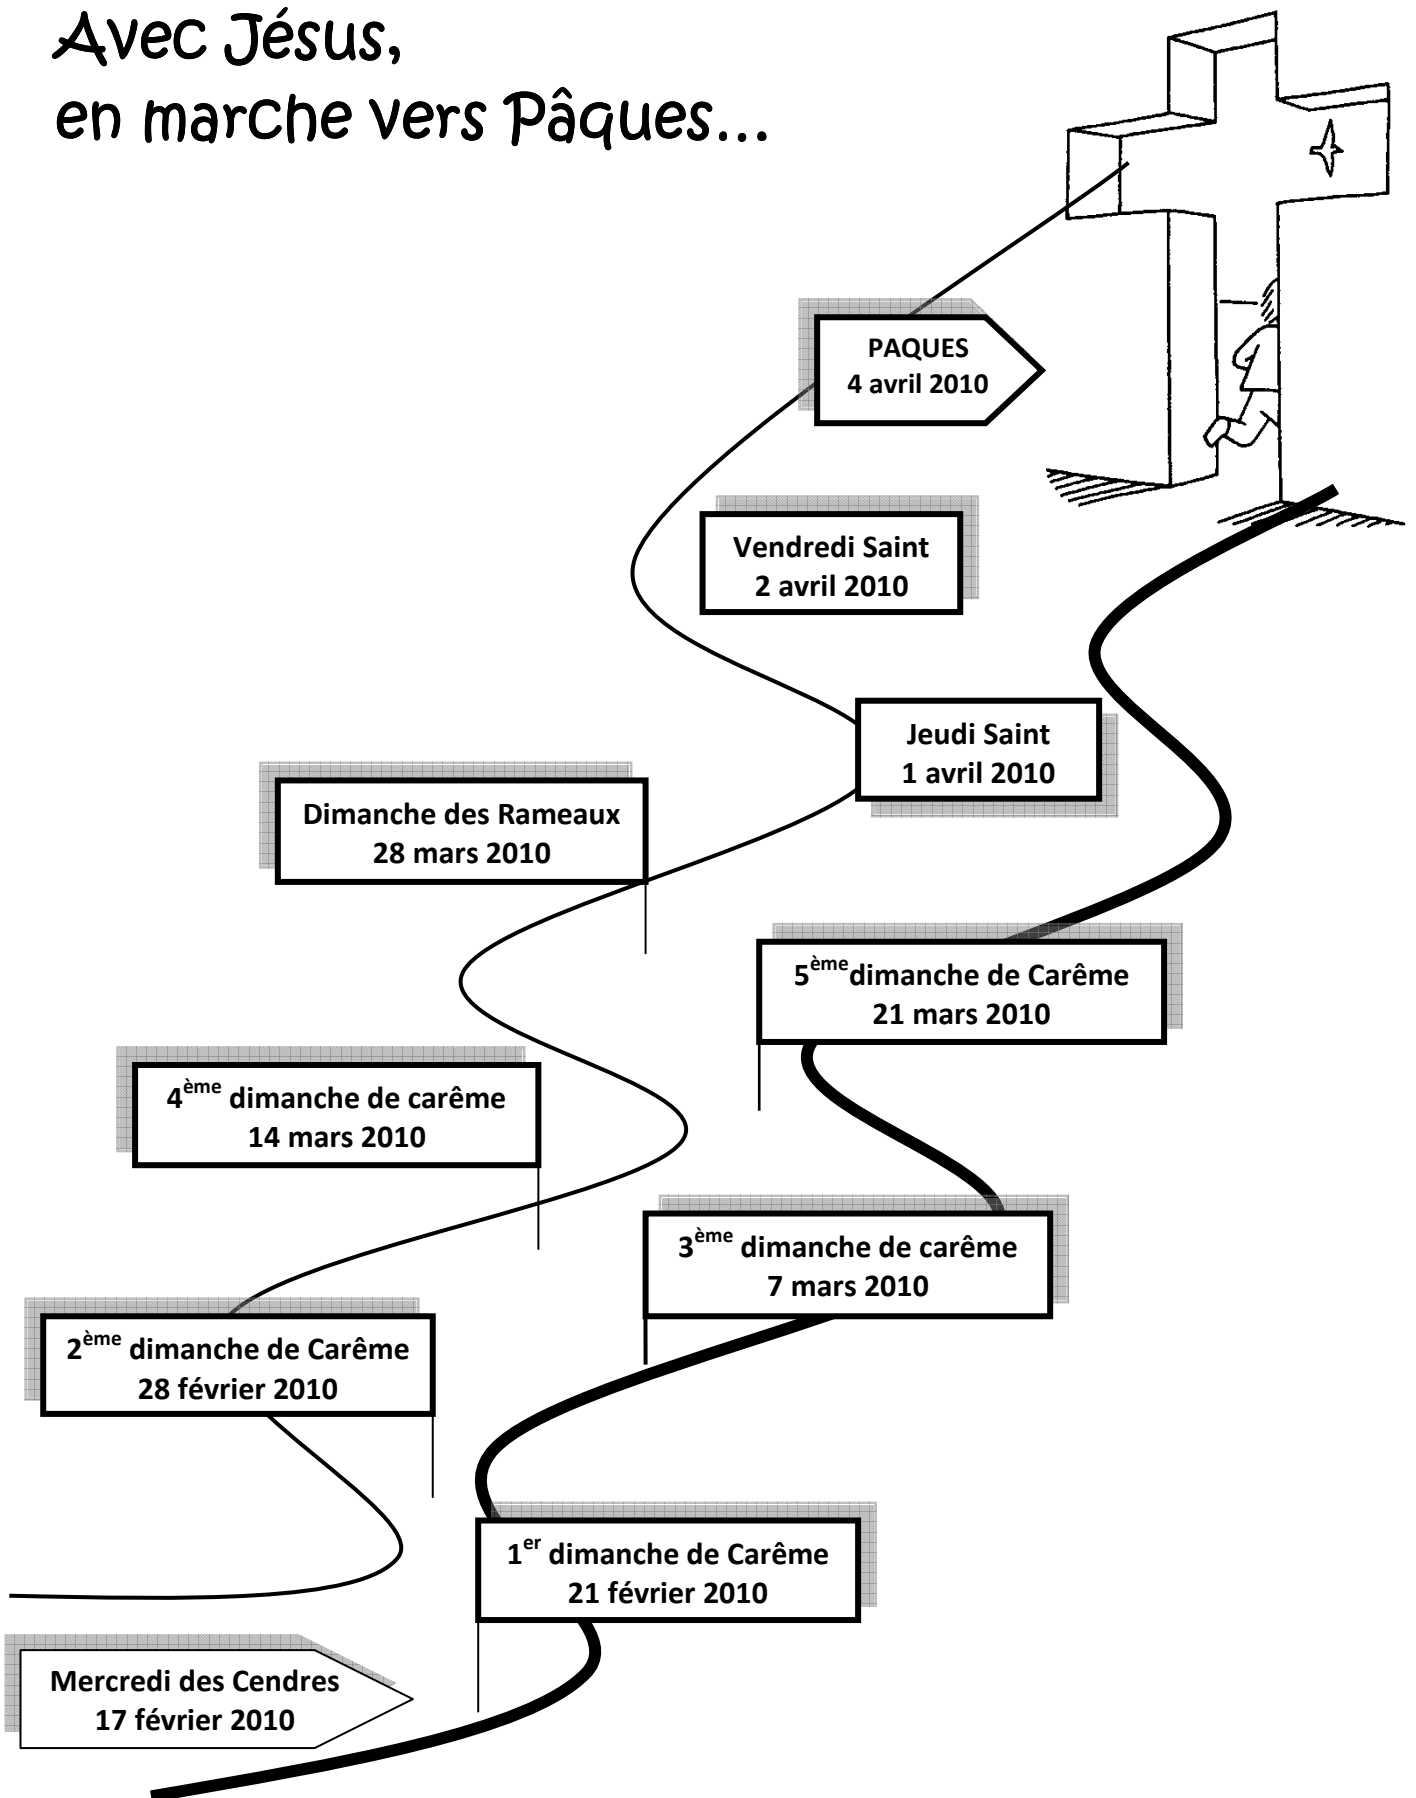 Avec Jésus,
en marche vers Pâques...
PAQUES
4 avril 2010
Vendredi Saint
2 avril 2010
Jeudi Saint
1 avril 2010
Dimanche des Rameaux
28 mars 2010
5ème dimanche de Carême
21 mars 2010
4ème dimanche de carême
14 mars 2010
3ème dimanche de carême
7 mars 2010
2ème dimanche de Carême
28 février 2010
1er dimanche de Carême
21 février 2010
Mercredi des Cendres
17 février 2010